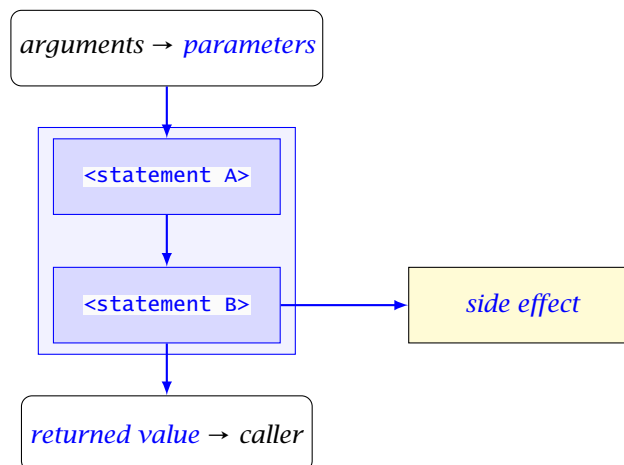 arguments → parameters
<statement A>
<statement B>
side effect
returned value → caller